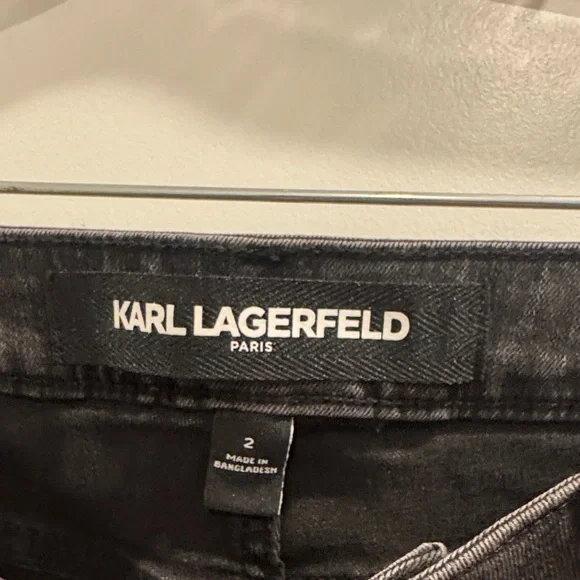 KARL LAGERFELD
PARIS
2
MADE IN
BANGLADESH